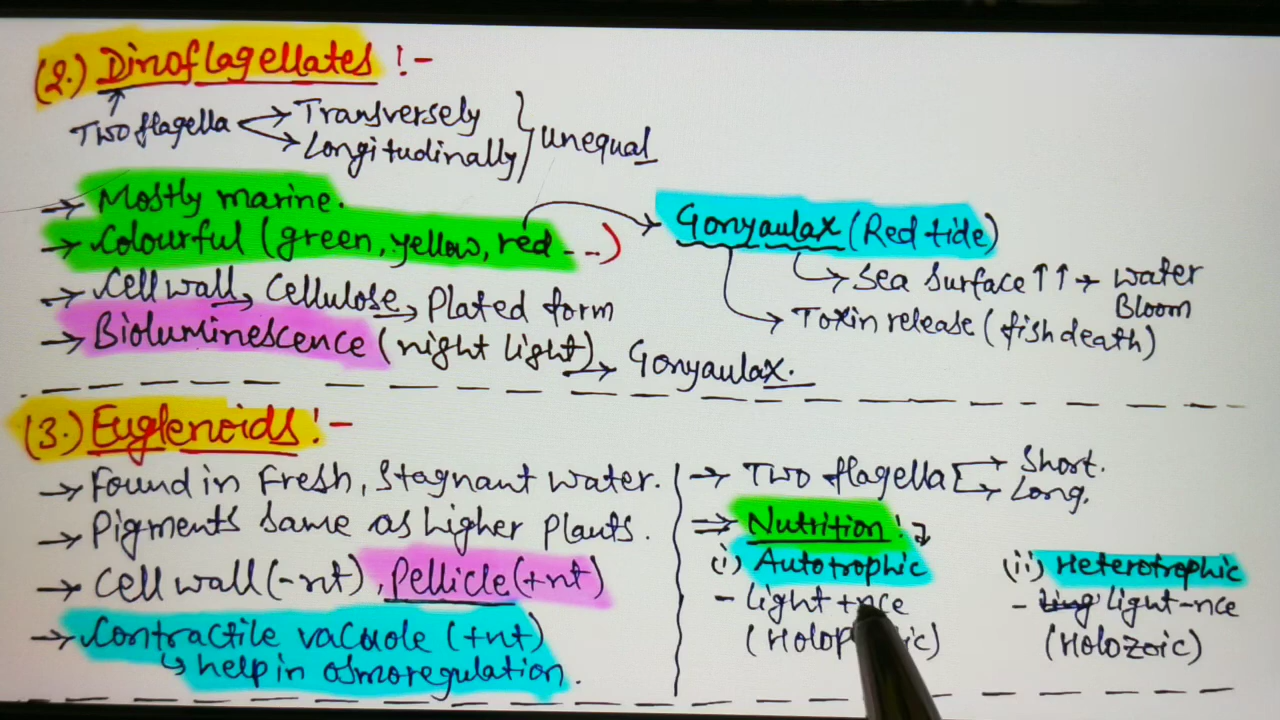 (2.) Dinoflagellates :-
Two flagella → Transversely
→ Longitudinally } unequal
→ Mostly marine.
→ Colourful (green, yellow, red - - -) → Gonyaulax (Red tide)
→ Sea Surface ↑↑ → Water Bloom
→ Toxin release (fish death)
→ Cell wall → Cellulose → Plated form
→ Bioluminescence (night light) → Gonyaulax.
(3.) Euglenoids :-
→ Found in Fresh, Stagnant water.
→ Pigments same as higher plants.
→ Cell wall (-nt), Pellicle (+nt)
→ Contractile vacuole (+nt)
↳ help in osmoregulation.
→ Two flagella → Short.
→ Long.
⇒ Nutrition :-
(i) Autotrophic
- light +nce
(ii) Heterotrophic
- light -nce
(Holozoic)